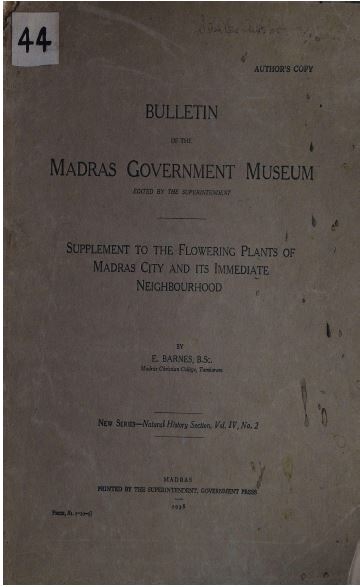 44
AUTHOR'S COPY
BULLETIN
OF THE
MADRAS GOVERNMENT MUSEUM
EDITED BY THE SUPERINTENDENT
SUPPLEMENT TO THE FLOWERING PLANTS OF
MADRAS CITY AND ITS IMMEDIATE
NEIGHBOURHOOD
BY
E. BARNES, B.Sc.
Madras Christian College, Tambaram
NEW SERIES—Natural History Section, Vol. IV, No. 2
MADRAS
PRINTED BY THE SUPERINTENDENT, GOVERNMENT PRESS
1938